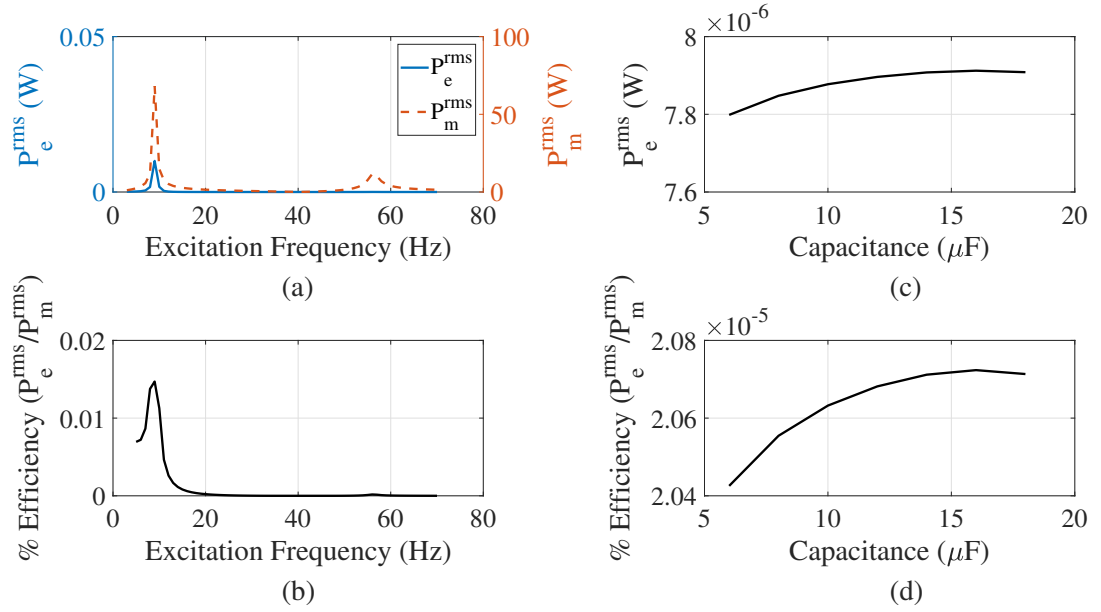 0.05
0
P_e^rms (W)
100
50
0
P_m^rms (W)
P_e^rms
P_m^rms
0 20 40 60 80
Excitation Frequency (Hz)
(a)
×10^-6
8
7.8
7.6
P_e^rms (W)
5 10 15 20
Capacitance (μF)
(c)
0.02
0.01
0
% Efficiency (P_e^rms/P_m^rms)
0 20 40 60 80
Excitation Frequency (Hz)
(b)
×10^-5
2.08
2.06
2.04
% Efficiency (P_e^rms/P_m^rms)
5 10 15 20
Capacitance (μF)
(d)